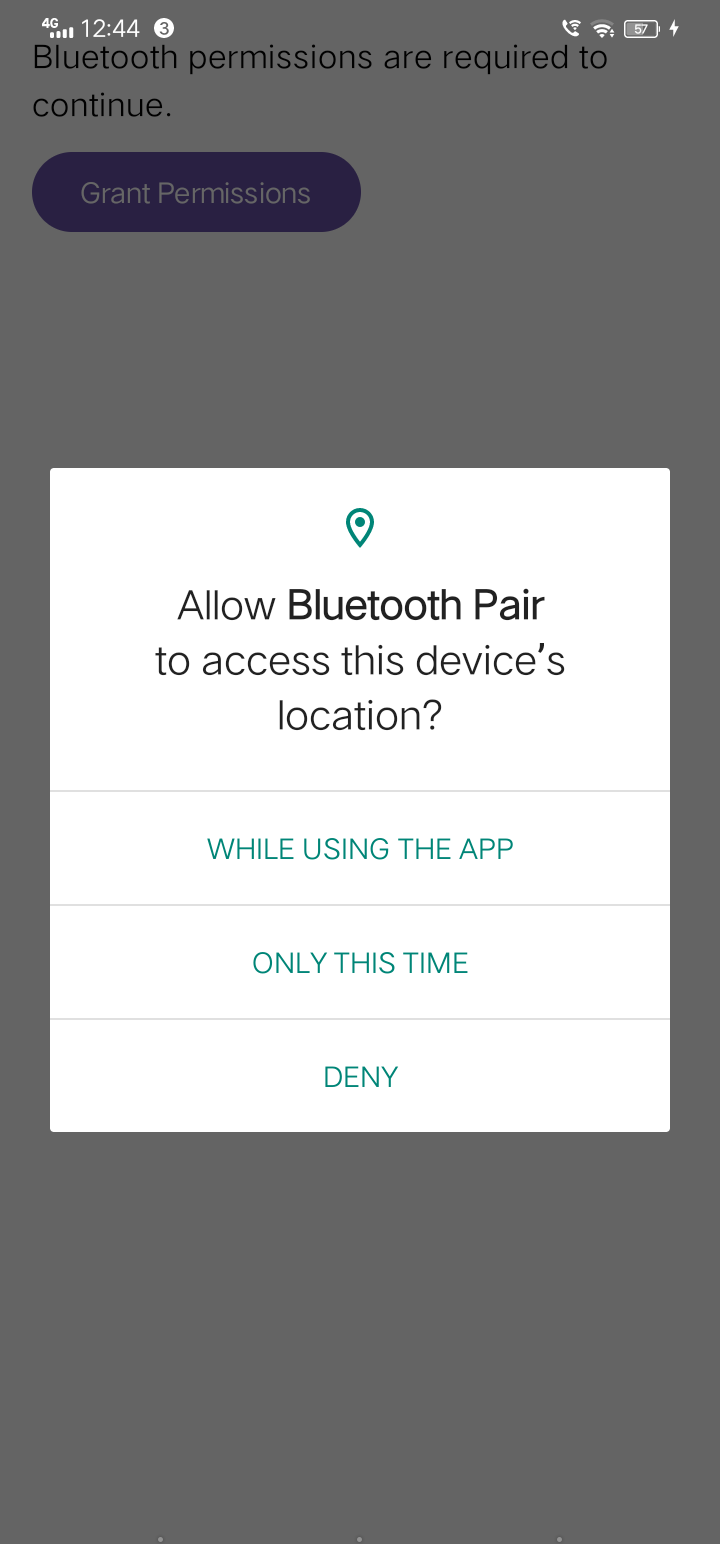 4G 12:44 3 57
Bluetooth permissions are required to
continue.
Grant Permissions
Allow Bluetooth Pair
to access this device’s
location?
WHILE USING THE APP
ONLY THIS TIME
DENY